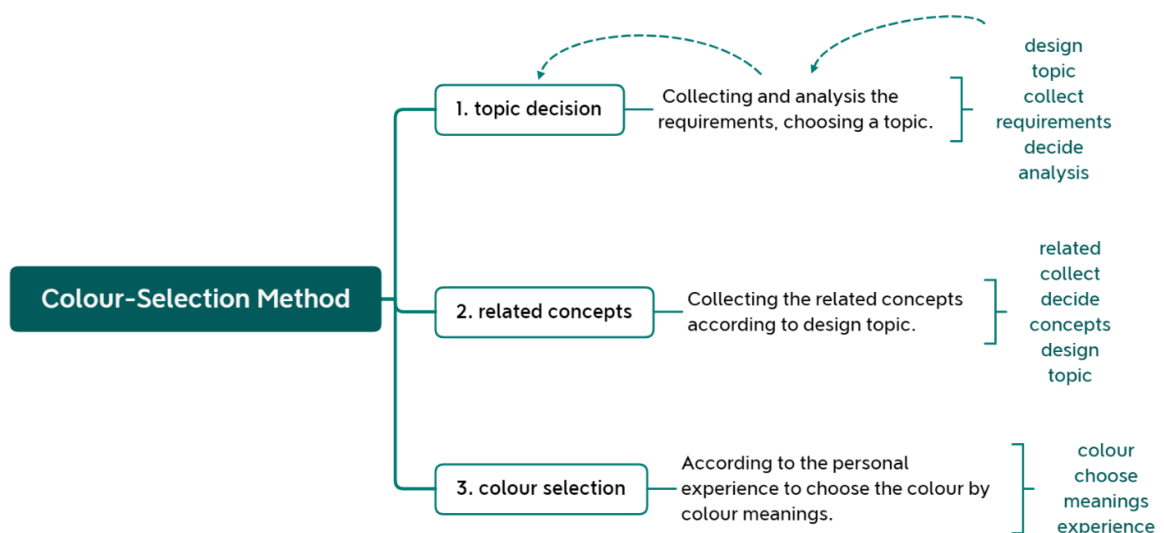 Colour-Selection Method
1. topic decision
Collecting and analysis the
requirements, choosing a topic.
design
topic
collect
requirements
decide
analysis
2. related concepts
Collecting the related concepts
according to design topic.
related
collect
decide
concepts
design
topic
3. colour selection
According to the personal
experience to choose the colour by
colour meanings.
colour
choose
meanings
experience